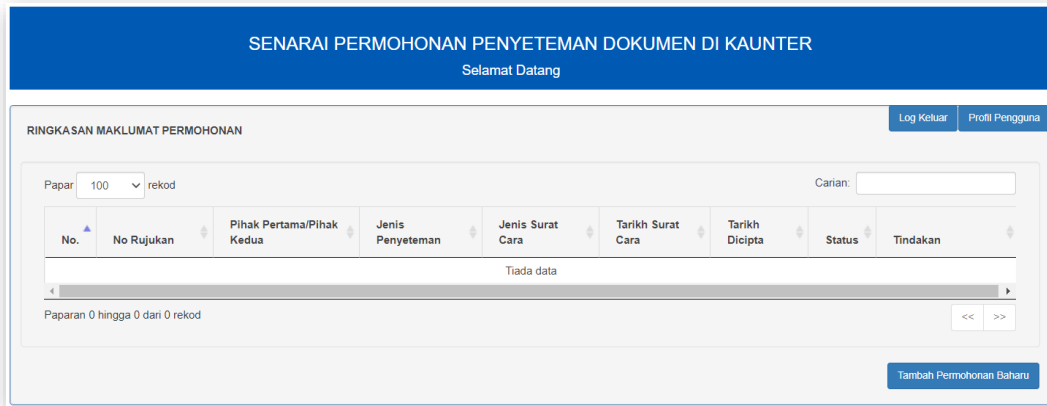 SENARAI PERMOHONAN PENYETEMAN DOKUMEN DI KAUNTER
Selamat Datang
Log Keluar Profil Pengguna
RINGKASAN MAKLUMAT PERMOHONAN
Papar 100 rekod Carian:
No. No Rujukan Pihak Pertama/Pihak Kedua Jenis Penyeteman Jenis Surat Cara Tarikh Surat Cara Tarikh Dicipta Status Tindakan
Tiada data
Paparan 0 hingga 0 dari 0 rekod << >>
Tambah Permohonan Baharu